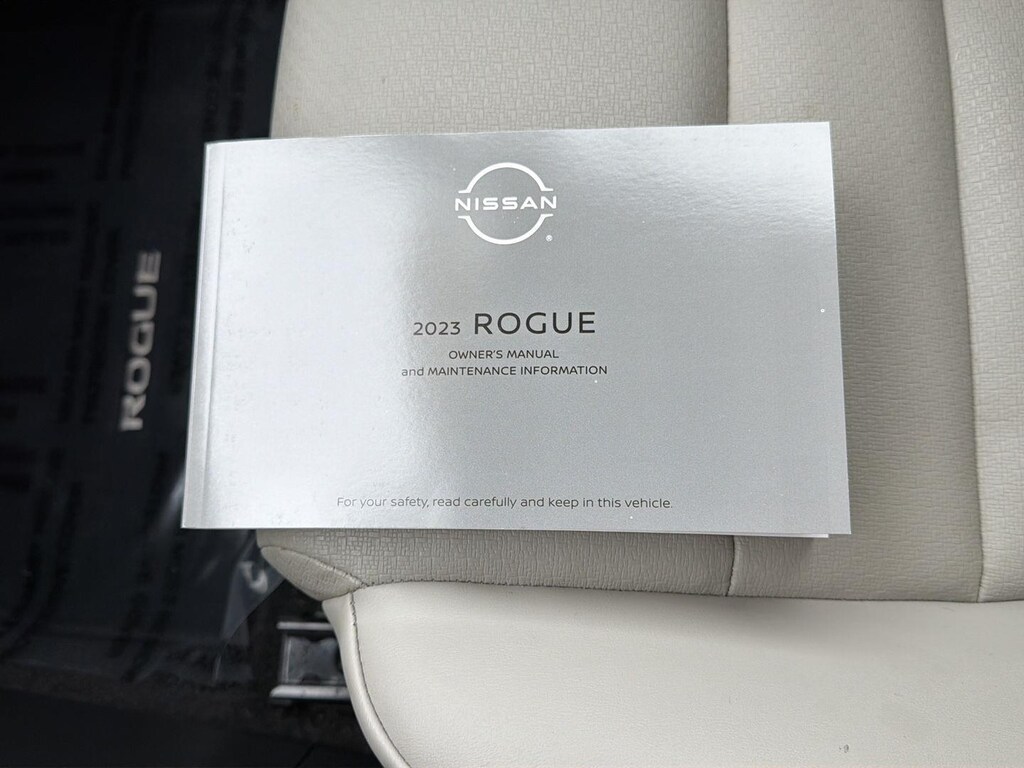 NISSAN
®
2023 ROGUE
OWNER'S MANUAL
and MAINTENANCE INFORMATION
For your safety, read carefully and keep in this vehicle.
ROGUE